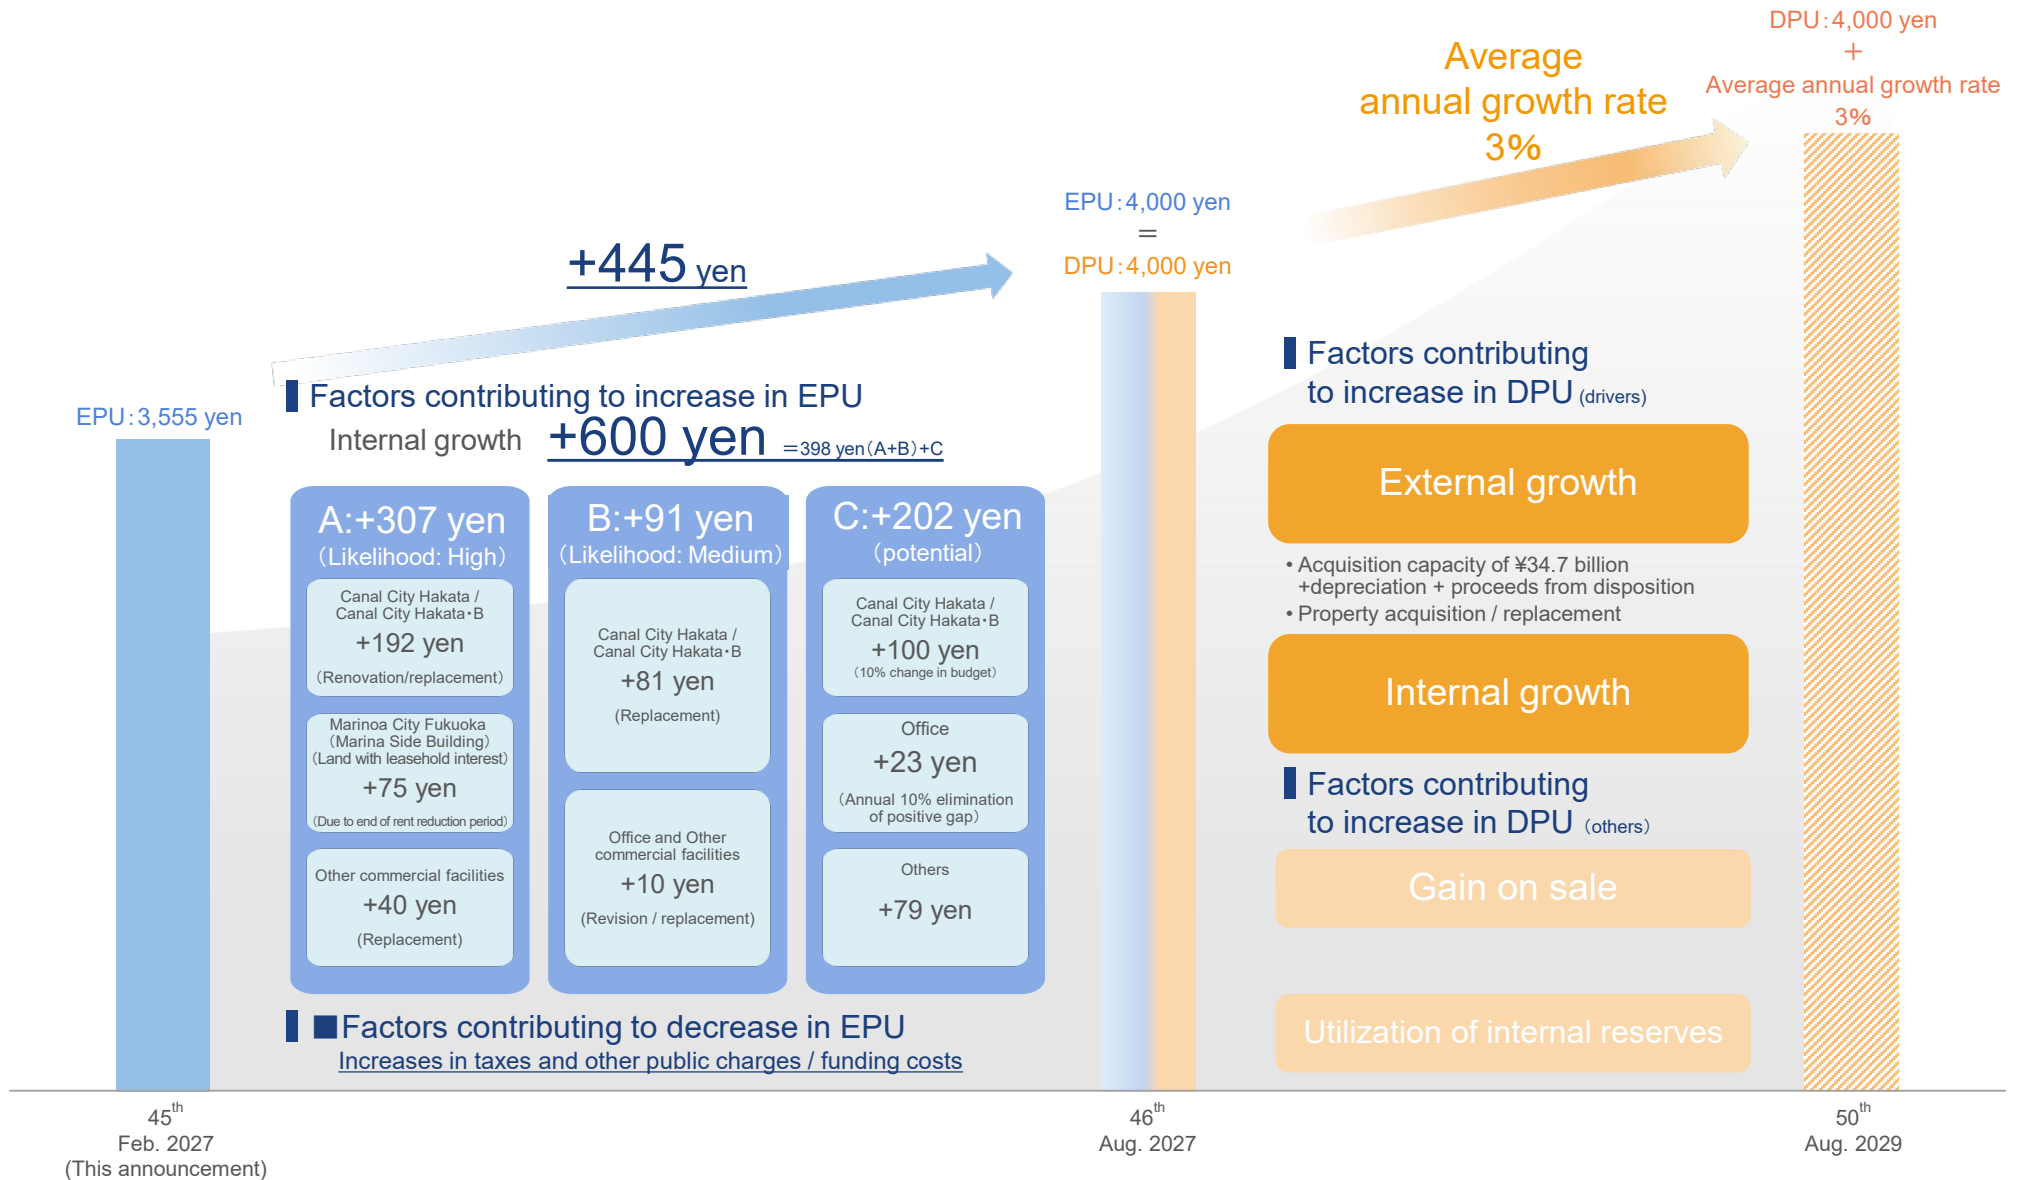 DPU:4,000 yen
+
Average annual growth rate
3%
Average
annual growth rate
3%
EPU:4,000 yen
=
DPU:4,000 yen
+445 yen
EPU:3,555 yen
Factors contributing to increase in EPU
Internal growth +600 yen =398 yen(A+B)+C
A:+307 yen
(Likelihood: High)
Canal City Hakata /
Canal City Hakata・B
+192 yen
(Renovation/replacement)
Marinoa City Fukuoka
(Marina Side Building)
(Land with leasehold interest)
+75 yen
(Due to end of rent reduction period)
Other commercial facilities
+40 yen
(Replacement)
B:+91 yen
(Likelihood: Medium)
Canal City Hakata /
Canal City Hakata・B
+81 yen
(Replacement)
Office and Other
commercial facilities
+10 yen
(Revision / replacement)
C:+202 yen
(potential)
Canal City Hakata /
Canal City Hakata・B
+100 yen
(10% change in budget)
Office
+23 yen
(Annual 10% elimination
of positive gap)
Others
+79 yen
■Factors contributing to decrease in EPU
Increases in taxes and other public charges / funding costs
Factors contributing
to increase in DPU (drivers)
External growth
• Acquisition capacity of ¥34.7 billion
+depreciation + proceeds from disposition
• Property acquisition / replacement
Internal growth
Factors contributing
to increase in DPU (others)
Gain on sale
Utilization of internal reserves
45th
Feb. 2027
(This announcement)
46th
Aug. 2027
50th
Aug. 2029